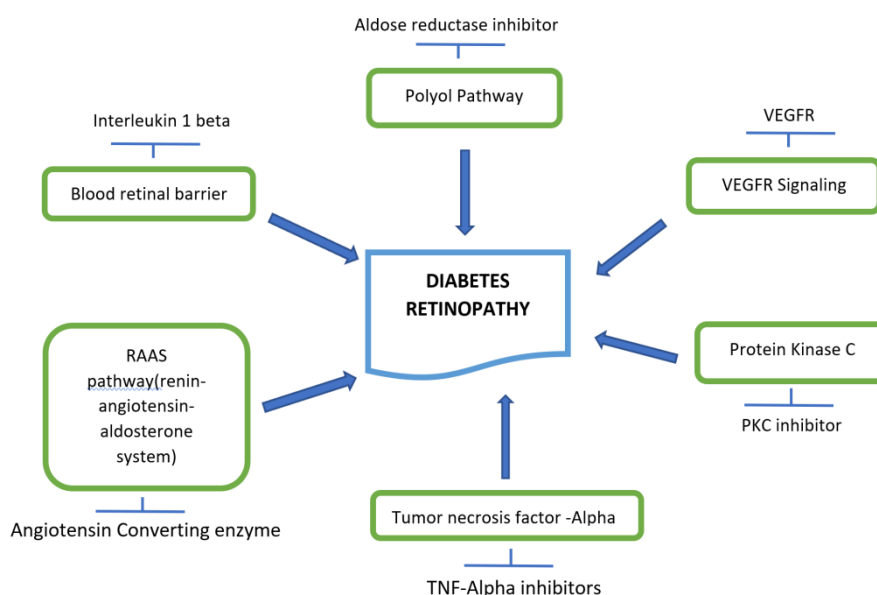 Aldose reductase inhibitor
Polyol Pathway
Interleukin 1 beta
Blood retinal barrier
VEGFR
VEGFR Signaling
DIABETES
RETINOPATHY
RAAS
pathway(renin-
angiotensin-
aldosterone
system)
Angiotensin Converting enzyme
Protein Kinase C
PKC inhibitor
Tumor necrosis factor -Alpha
TNF-Alpha inhibitors